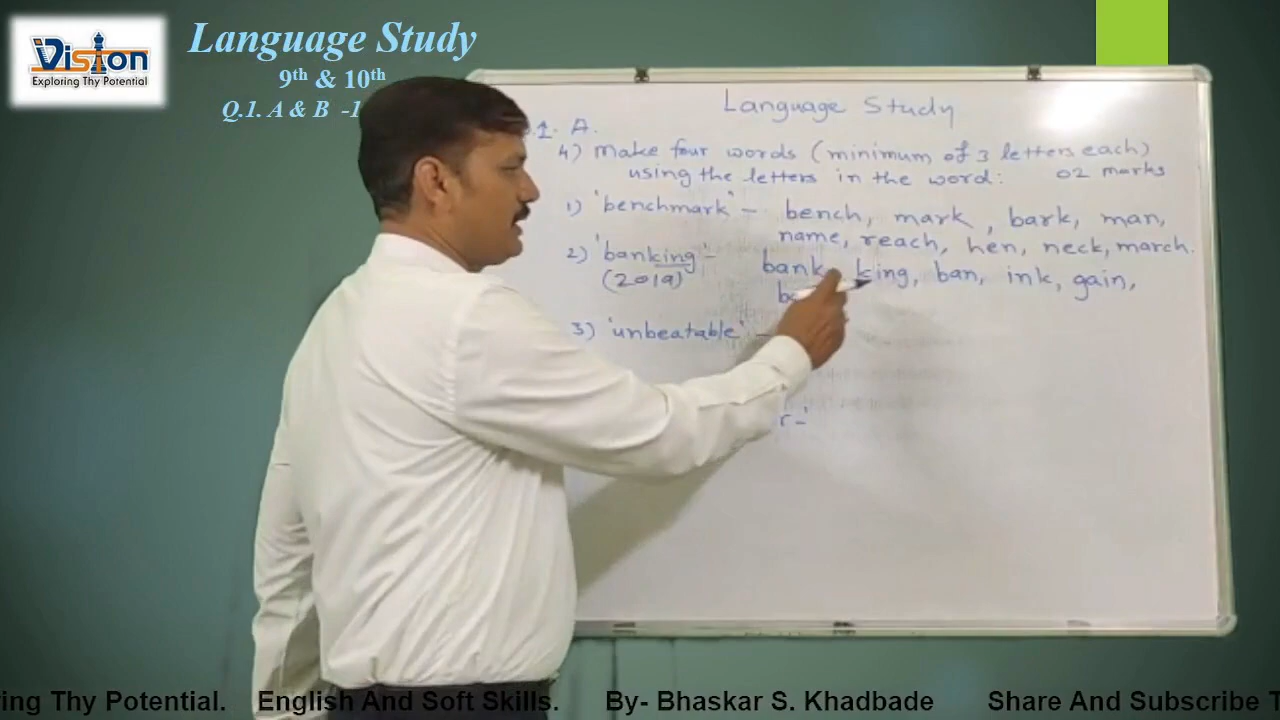 Vision
Exploring Thy Potential
Language Study
9th & 10th
Q.1. A & B -1
Language Study
1. A.
4) Make four words (minimum of 3 letters each)
using the letters in the word: 02 marks
1) 'benchmark' - bench, mark, bark, man,
name, reach, hen, neck, march.
2) 'banking' - bank, king, ban, ink, gain,
(2019)
3) 'unbeatable' -
r-'
ring Thy Potential. English And Soft Skills. By- Bhaskar S. Khadbade Share And Subscribe T